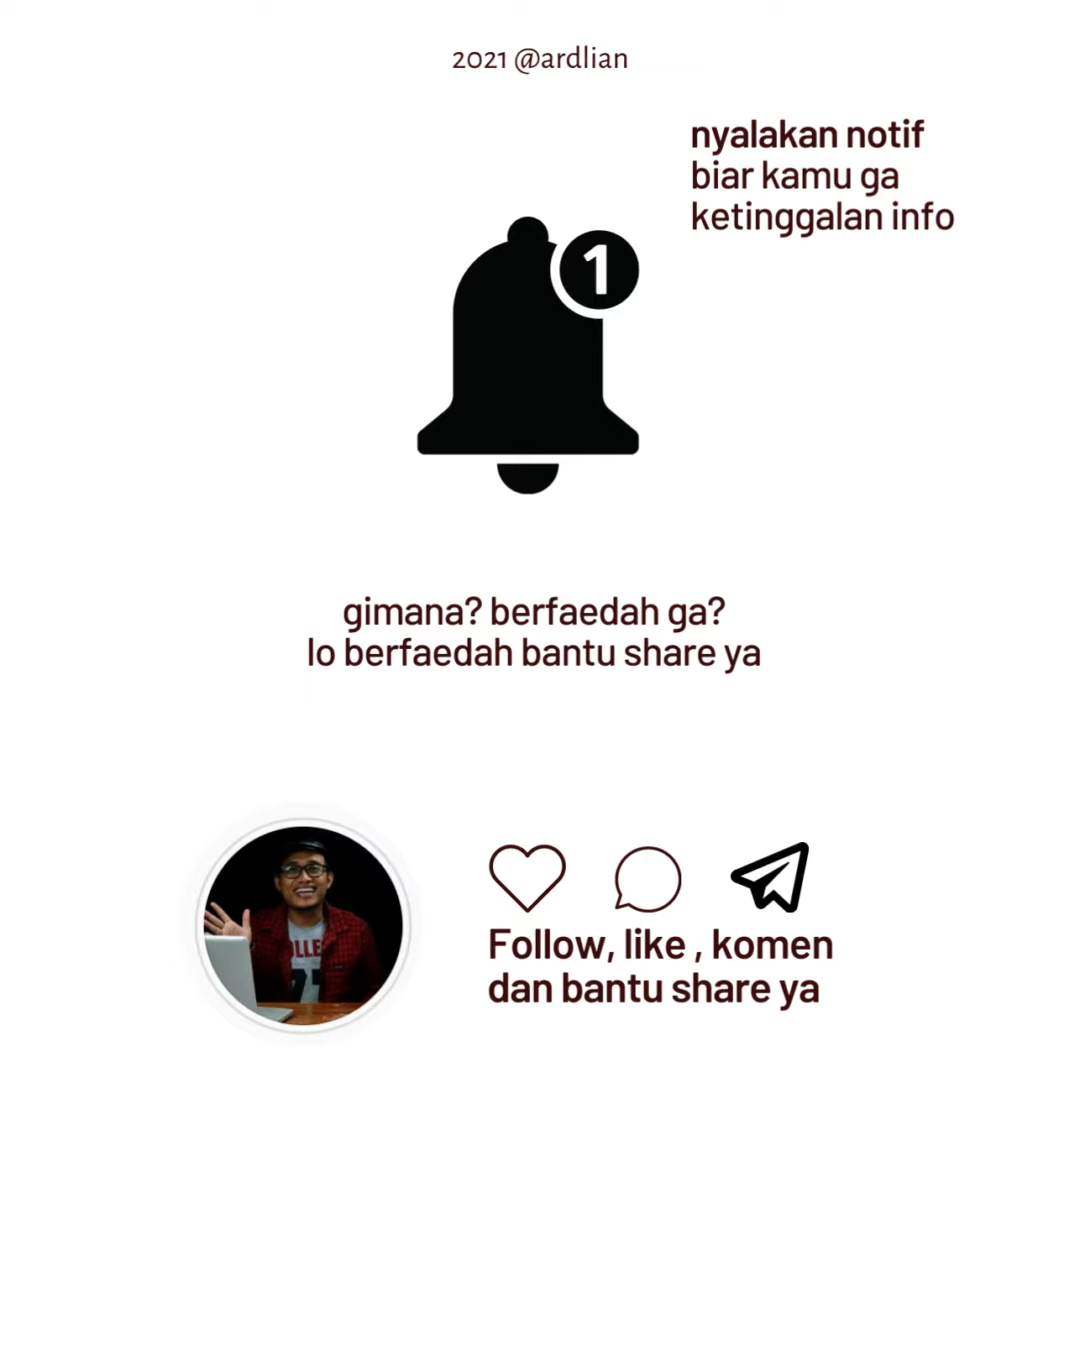 2021 @ardlian
nyalakan notif
biar kamu ga
ketinggalan info
1
gimana? berfaedah ga?
lo berfaedah bantu share ya
Follow, like , komen
dan bantu share ya